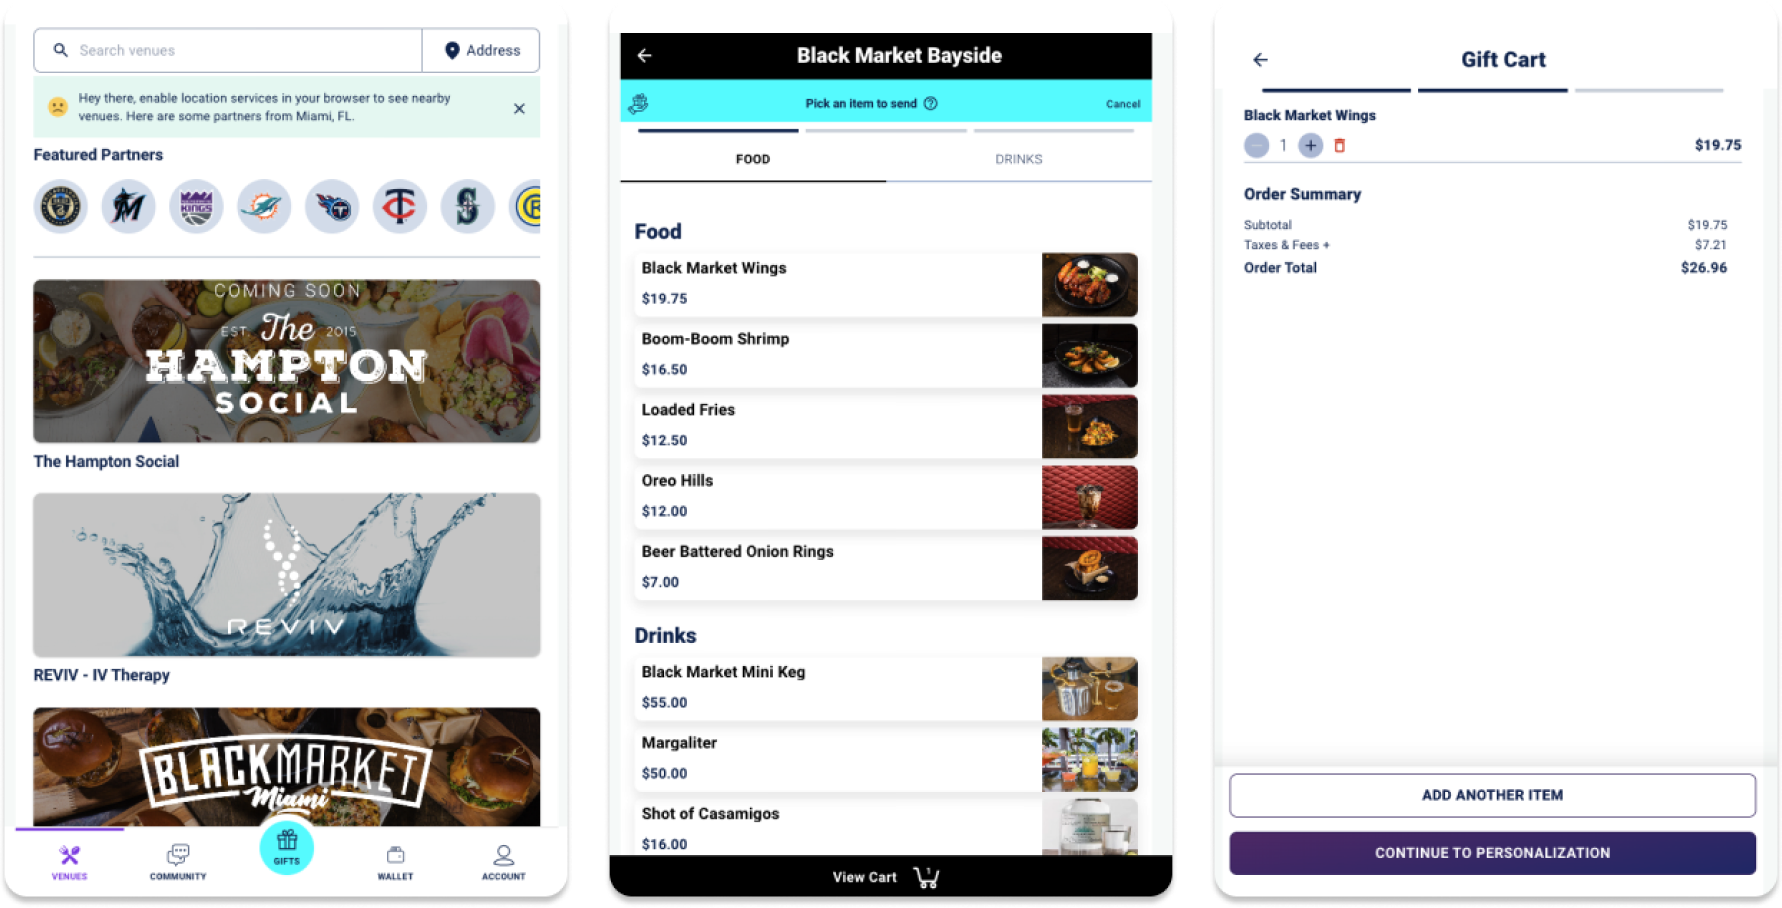 Search venues
Address
Hey there, enable location services in your browser to see nearby
venues. Here are some partners from Miami, FL.
Featured Partners
KINGS
COMING SOON
EST. The 2015
HAMPTON
SOCIAL
The Hampton Social
REVIV
REVIV - IV Therapy
BLACKMARKET
Miami
VENUES
COMMUNITY
GIFTS
WALLET
ACCOUNT
Black Market Bayside
Pick an item to send
Cancel
FOOD
DRINKS
Food
Black Market Wings
$19.75
Boom-Boom Shrimp
$16.50
Loaded Fries
$12.50
Oreo Hills
$12.00
Beer Battered Onion Rings
$7.00
Drinks
Black Market Mini Keg
$55.00
Margaliter
$50.00
Shot of Casamigos
$16.00
View Cart 1
Gift Cart
Black Market Wings
1 $19.75
Order Summary
Subtotal $19.75
Taxes & Fees + $7.21
Order Total $26.96
ADD ANOTHER ITEM
CONTINUE TO PERSONALIZATION